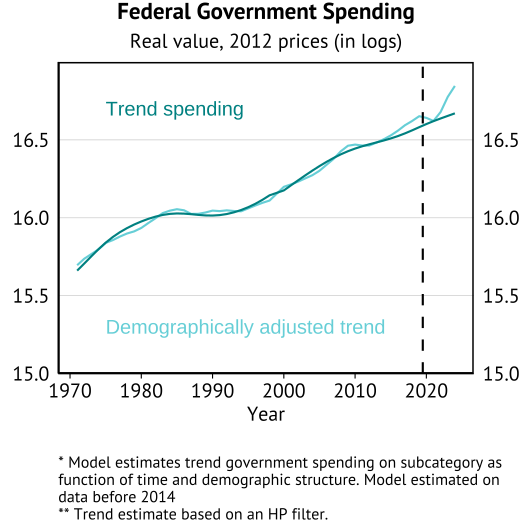 Federal Government Spending
Real value, 2012 prices (in logs)
Trend spending
16.5
16.5
16.0
16.0
15.5
15.5
Demographically adjusted trend
15.0
15.0
1970 1980 1990 2000 2010 2020
Year
* Model estimates trend government spending on subcategory as
function of time and demographic structure. Model estimated on
data before 2014
** Trend estimate based on an HP filter.